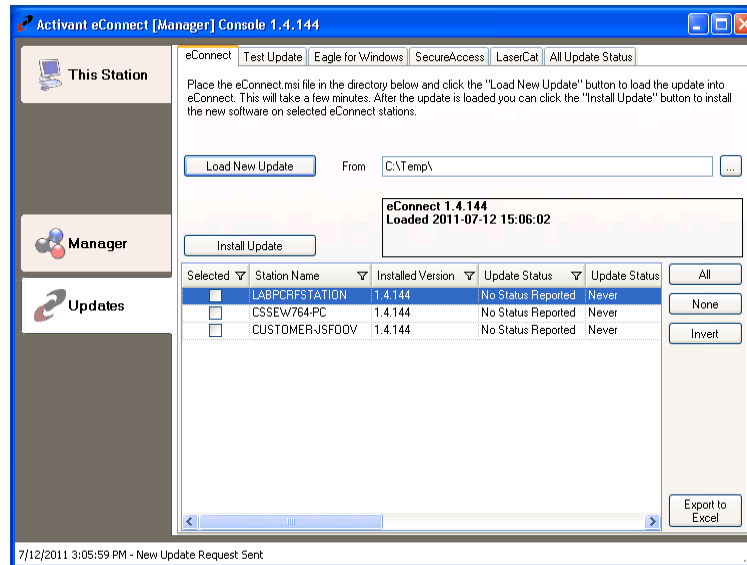 Activant eConnect [Manager] Console 1.4.144
This Station
Manager
Updates
eConnect Test Update Eagle for Windows SecureAccess LaserCat All Update Status
Place the eConnect.msi file in the directory below and click the "Load New Update" button to load the update into
eConnect. This will take a few minutes. After the update is loaded you can click the "Install Update" button to install
the new software on selected eConnect stations.
Load New Update From C:\Temp\ ...
eConnect 1.4.144
Loaded 2011-07-12 15:06:02
Install Update
Selected Station Name Installed Version Update Status Update Status
LABPCRFSTATION 1.4.144 No Status Reported Never
CSSEW764-PC 1.4.144 No Status Reported Never
CUSTOMER-JSFOOV 1.4.144 No Status Reported Never
All
None
Invert
Export to
Excel
7/12/2011 3:05:59 PM - New Update Request Sent